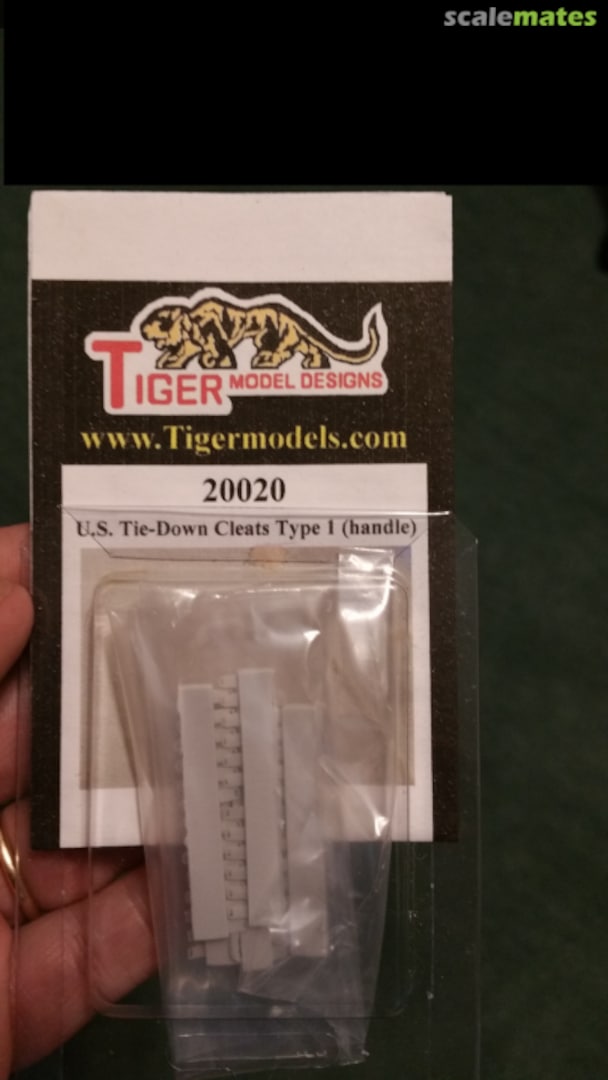 scalemates
TIGER MODEL DESIGNS
www.Tigermodels.com
20020
U.S. Tie-Down Cleats Type 1 (handle)